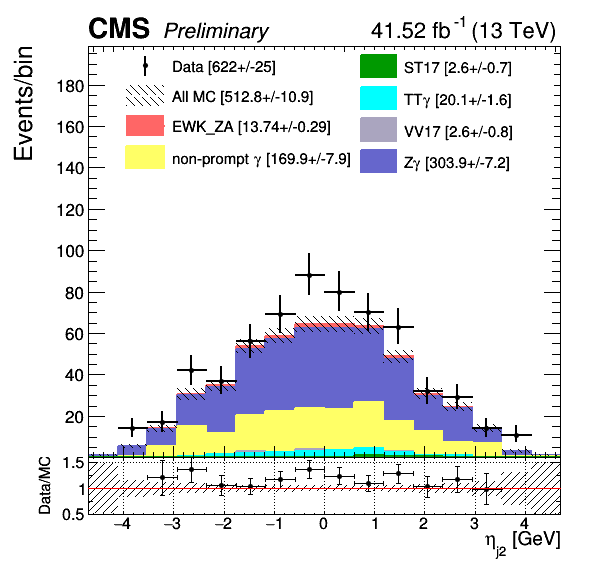 CMS Preliminary 41.52 fb⁻¹ (13 TeV)
Events/bin
Data [622+/-25]
All MC [512.8+/-10.9]
EWK_ZA [13.74+/-0.29]
non-prompt γ [169.9+/-7.9]
ST17 [2.6+/-0.7]
TTγ [20.1+/-1.6]
VV17 [2.6+/-0.8]
Zγ [303.9+/-7.2]
180
160
140
120
100
80
60
40
20
Data/MC
1.5
1
0.5
−4 −3 −2 −1 0 1 2 3 4
η_j2 [GeV]